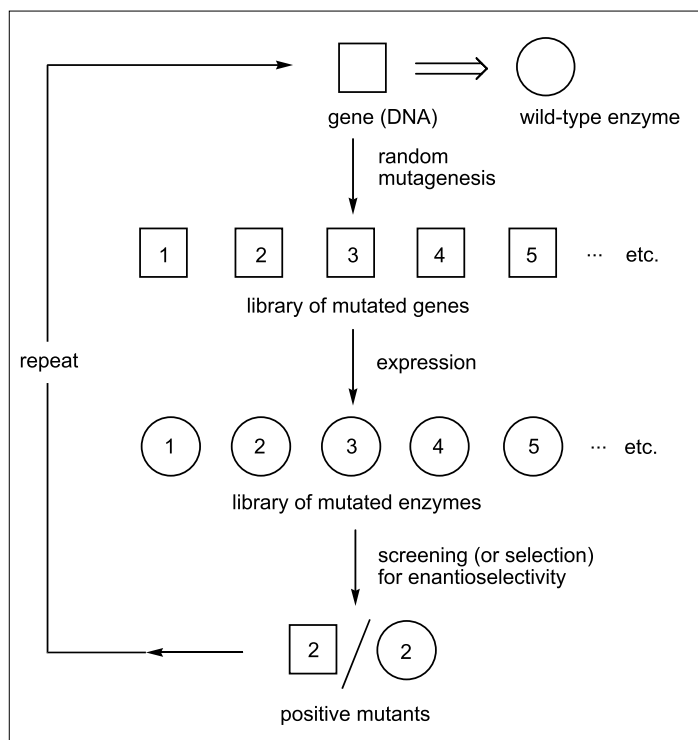 gene (DNA)
wild-type enzyme
random
mutagenesis
1 2 3 4 5 ... etc.
library of mutated genes
repeat
expression
1 2 3 4 5 ... etc.
library of mutated enzymes
screening (or selection)
for enantioselectivity
2 2
positive mutants